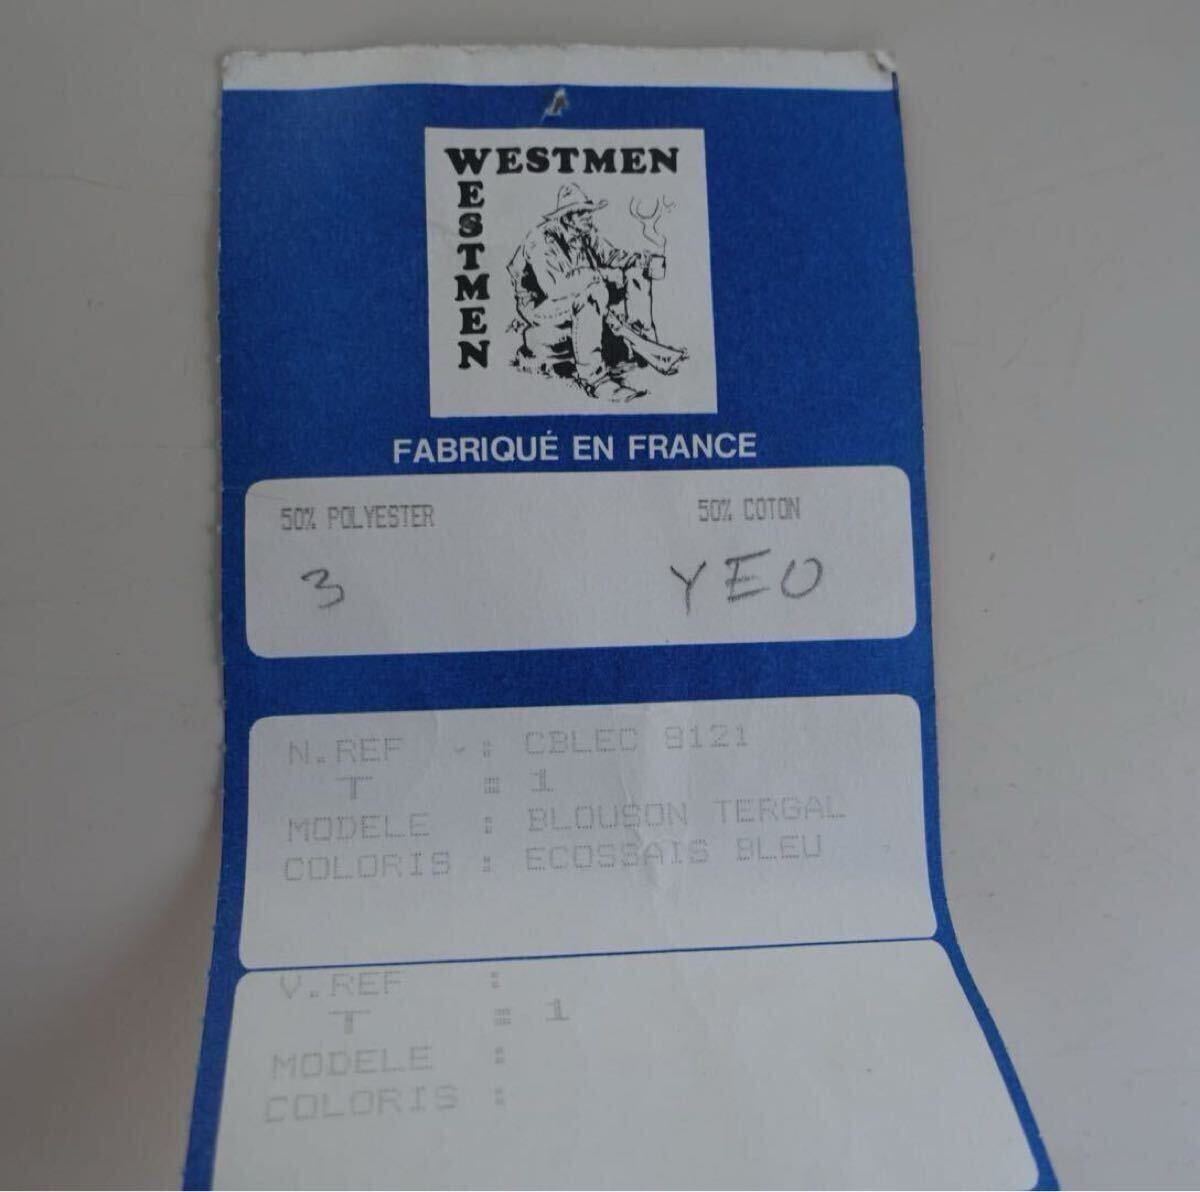 WESTMEN
WESTMEN
FABRIQUÉ EN FRANCE
50% POLYESTER 50% COTON
3 YEO
N.REF : CBLEC 9121
T = 1
MODELE : BLOUSON TERGAL
COLORIS : ECOSSAIS BLEU
V.REF :
T = 1
MODELE :
COLORIS :